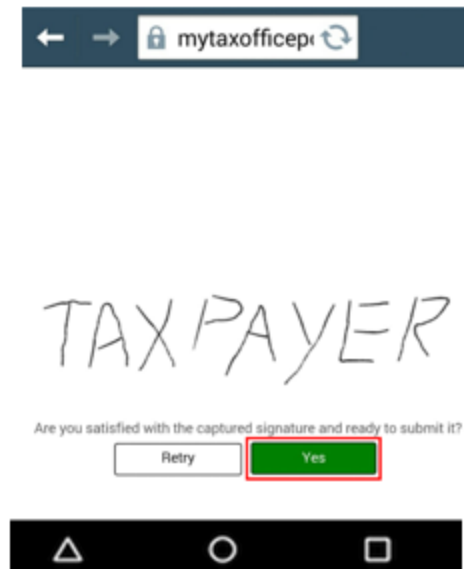 mytaxofficep
TAXPAYER
Are you satisfied with the captured signature and ready to submit it?
Retry Yes